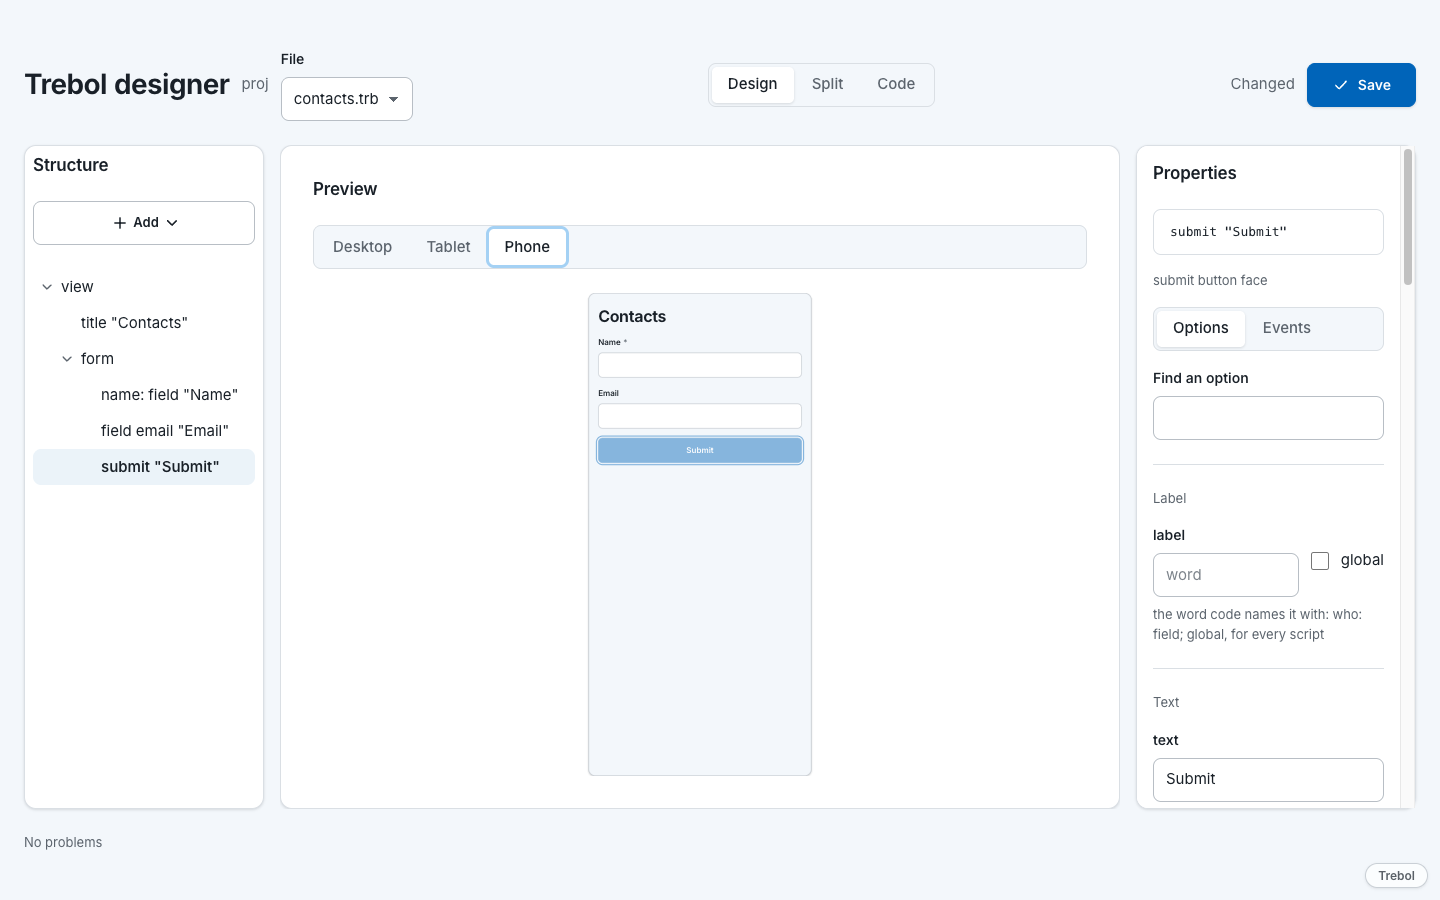 Trebol designer
proj
File
contacts.trb
Design
Split
Code
Changed
Save
Structure
Add
view
title "Contacts"
form
name: field "Name"
field email "Email"
submit "Submit"
Preview
Desktop
Tablet
Phone
Contacts
Name *
Email
Submit
Properties
submit "Submit"
submit button face
Options
Events
Find an option
Label
label
word
global
the word code names it with: who:
field; global, for every script
Text
text
Submit
No problems
Trebol